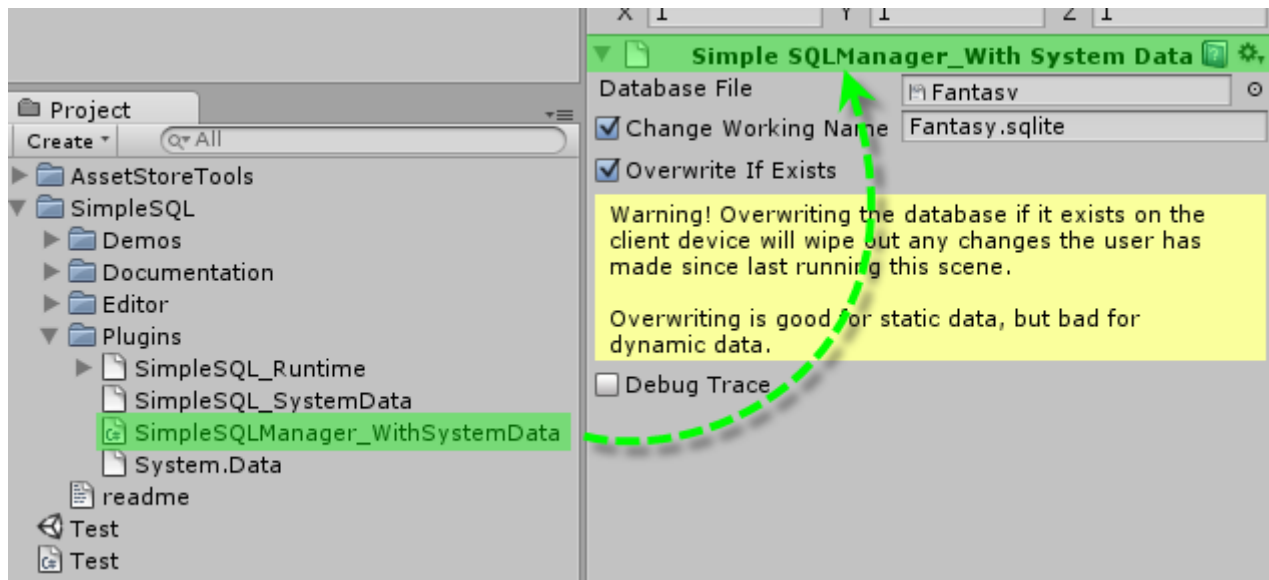 X 1 Y 1 Z 1
Simple SQLManager_With System Data
Database File Fantasy
Change Working Name Fantasy.sqlite
Overwrite If Exists
Warning! Overwriting the database if it exists on the
client device will wipe out any changes the user has
made since last running this scene.
Overwriting is good for static data, but bad for
dynamic data.
Debug Trace
Project
Create All
AssetStoreTools
SimpleSQL
Demos
Documentation
Editor
Plugins
SimpleSQL_Runtime
SimpleSQL_SystemData
SimpleSQLManager_WithSystemData
System.Data
readme
Test
Test